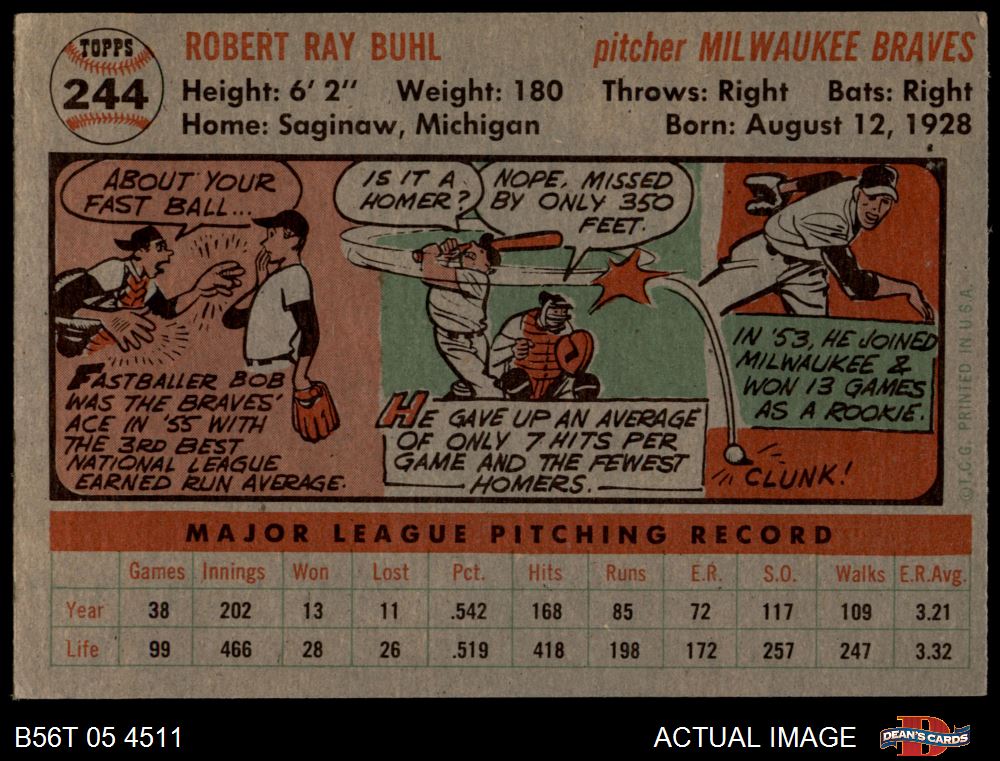 TOPPS
244
ROBERT RAY BUHL
pitcher MILWAUKEE BRAVES
Height: 6' 2" Weight: 180 Throws: Right Bats: Right
Home: Saginaw, Michigan Born: August 12, 1928
ABOUT YOUR
FAST BALL...
FASTBALLER BOB
WAS THE BRAVES'
ACE IN '55 WITH
THE 3RD BEST
NATIONAL LEAGUE
EARNED RUN AVERAGE.
IS IT A
HOMER?
NOPE, MISSED
BY ONLY 350
FEET.
HE GAVE UP AN AVERAGE
OF ONLY 7 HITS PER
GAME AND THE FEWEST
HOMERS.
IN '53, HE JOINED
MILWAUKEE &
WON 13 GAMES
AS A ROOKIE.
CLUNK!
©T.C.G. PRINTED IN U.S.A.
MAJOR LEAGUE PITCHING RECORD
Games Innings Won Lost Pct. Hits Runs E.R. S.O. Walks E.R.Avg.
Year 38 202 13 11 .542 168 85 72 117 109 3.21
Life 99 466 28 26 .519 418 198 172 257 247 3.32
B56T 05 4511
ACTUAL IMAGE
DEAN'S CARDS